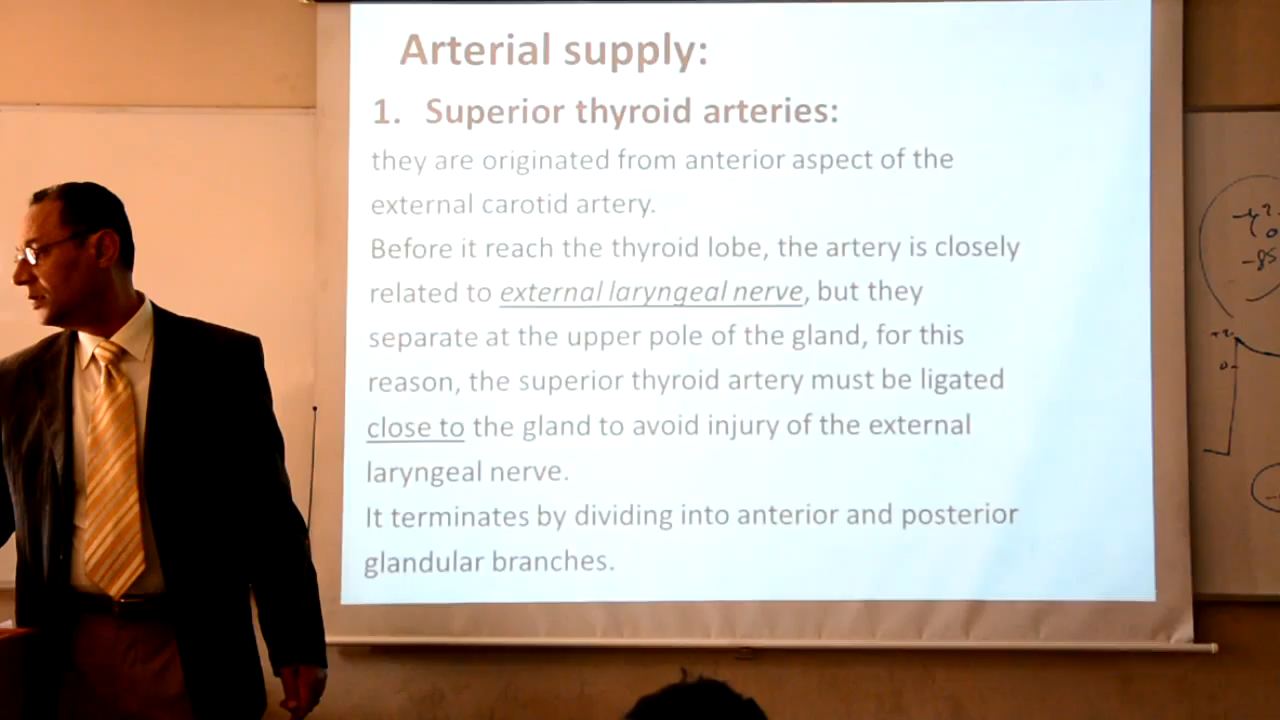 Arterial supply:
1. Superior thyroid arteries:
they are originated from anterior aspect of the
external carotid artery.
Before it reach the thyroid lobe, the artery is closely
related to external laryngeal nerve, but they
separate at the upper pole of the gland, for this
reason, the superior thyroid artery must be ligated
close to the gland to avoid injury of the external
laryngeal nerve.
It terminates by dividing into anterior and posterior
glandular branches.
-85